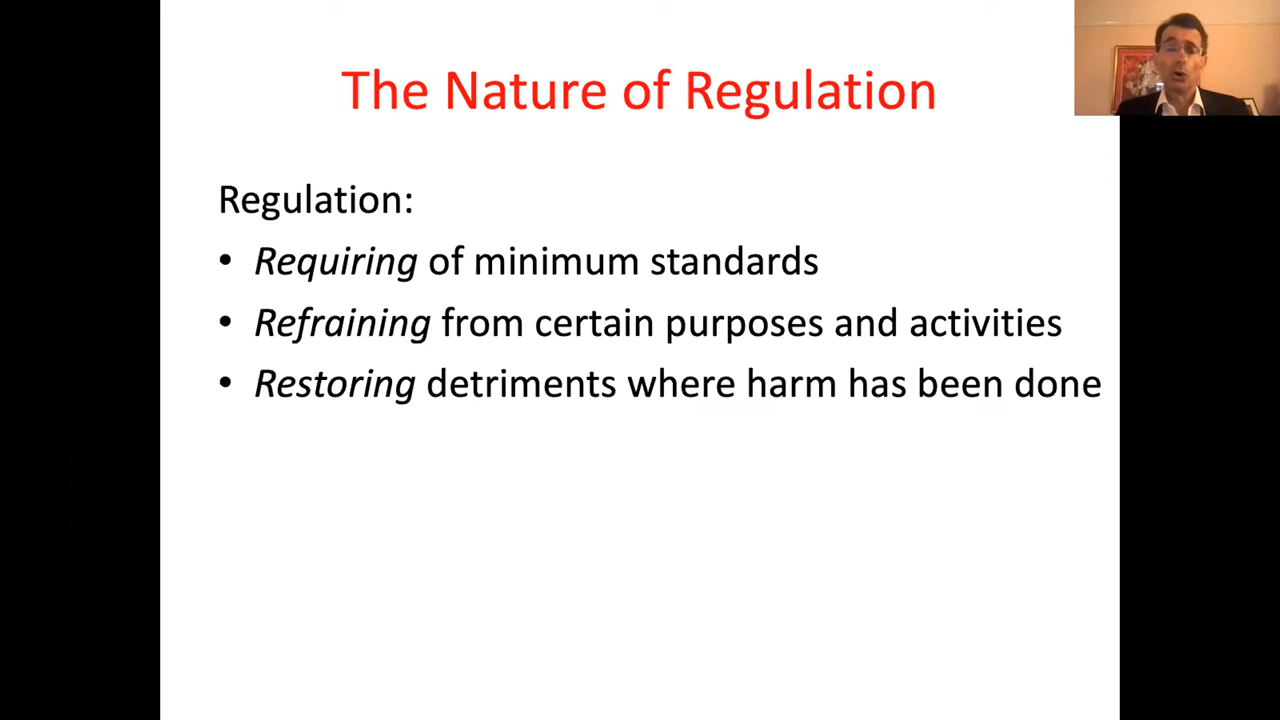 The Nature of Regulation
Regulation:
• Requiring of minimum standards
• Refraining from certain purposes and activities
• Restoring detriments where harm has been done